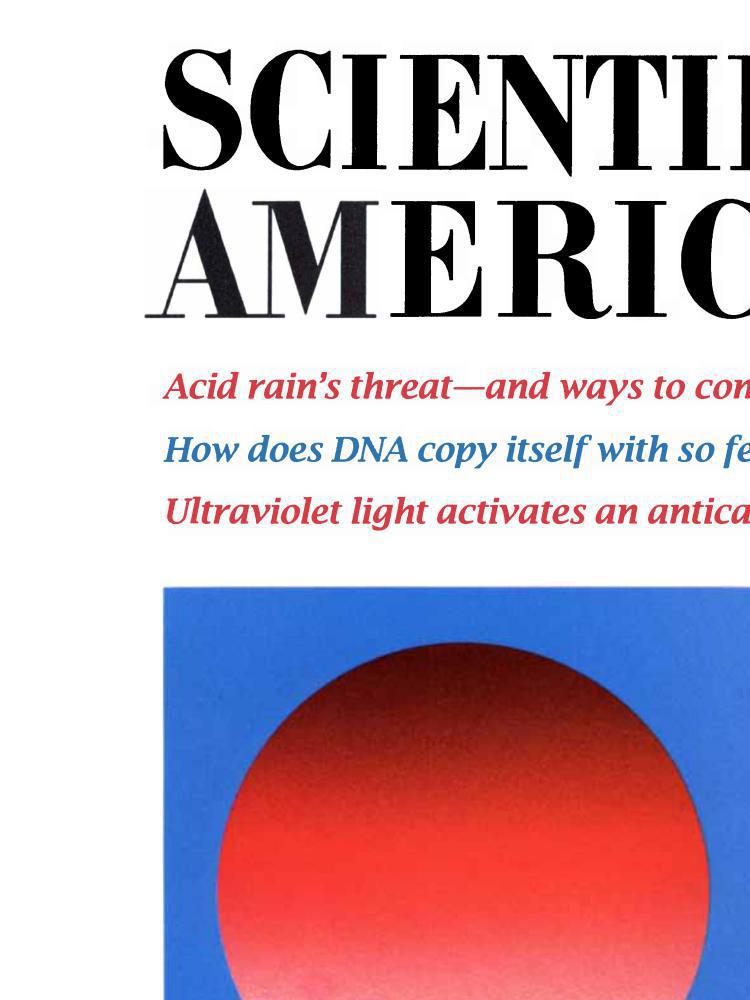 SCIENTI
AMERIC
Acid rain's threat—and ways to con
How does DNA copy itself with so fe
Ultraviolet light activates an antica